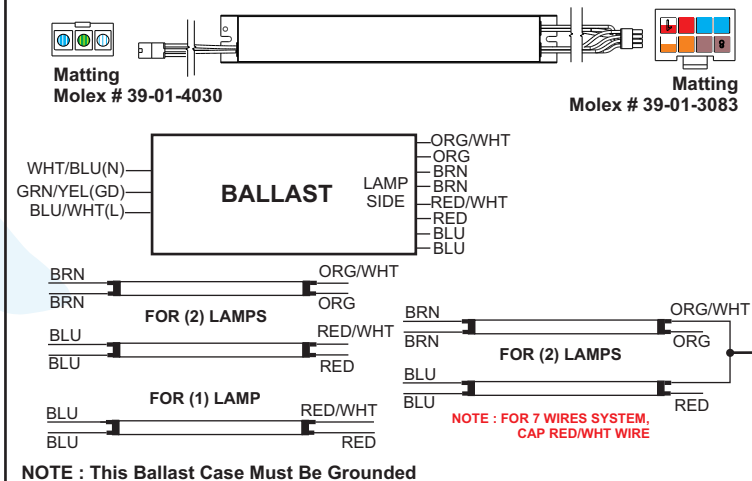 Matting
Molex # 39-01-4030
8
Matting
Molex # 39-01-3083
WHT/BLU(N)
GRN/YEL(GD)
BLU/WHT(L)
BALLAST
LAMP
SIDE
ORG/WHT
ORG
BRN
BRN
RED/WHT
RED
BLU
BLU
BRN
ORG/WHT
BRN
ORG
FOR (2) LAMPS
BLU
RED/WHT
BLU
RED
FOR (1) LAMP
BLU
RED/WHT
BLU
RED
BRN
ORG/WHT
BRN
ORG
FOR (2) LAMPS
BLU
BLU
RED
NOTE : FOR 7 WIRES SYSTEM,
CAP RED/WHT WIRE
NOTE : This Ballast Case Must Be Grounded